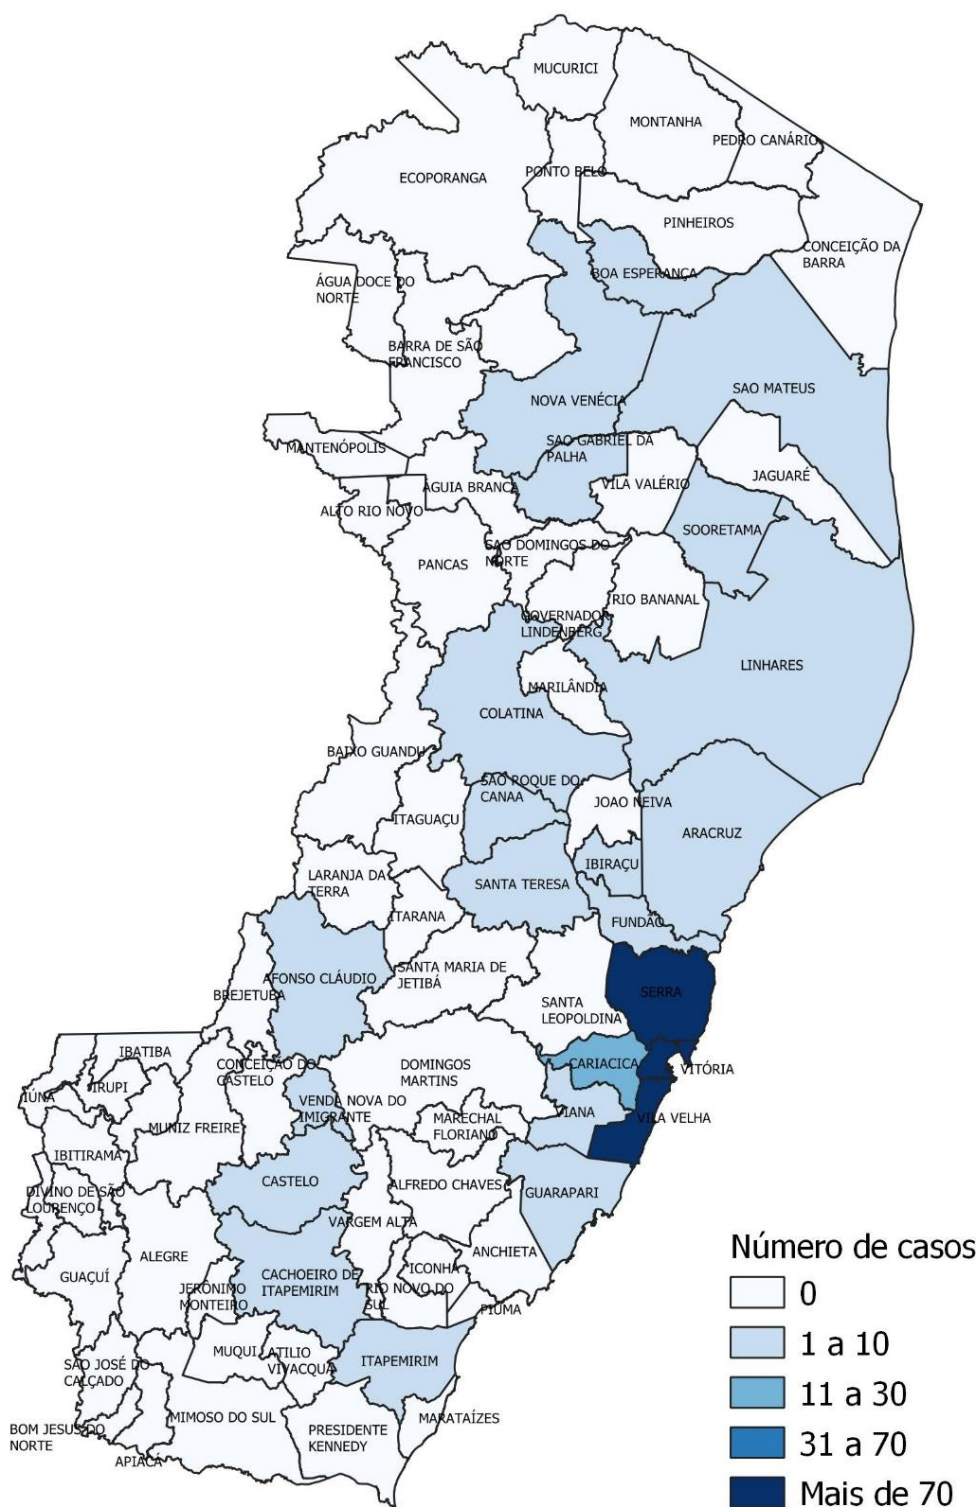 MUCURICI
MONTANHA
PEDRO CANÁRIO
ECOPORANGA
PONTO BELO
PINHEIROS
CONCEIÇÃO DA
BARRA
BOA ESPERANÇA
ÁGUA DOCE DO
NORTE
BARRA DE SÃO
FRANCISCO
NOVA VENÉCIA
SAO MATEUS
MANTENÓPOLIS
SAO GABRIEL DA
PALHA
JAGUARÉ
ÁGUIA BRANCA
VILA VALÉRIO
ALTO RIO NOVO
SOORETAMA
PANCAS
SAO DOMINGOS DO
NORTE
RIO BANANAL
GOVERNADOR
LINDENBERG
LINHARES
MARILÂNDIA
COLATINA
BAIXO GUANDU
SÃO ROQUE DO
CANAA
JOAO NEIVA
ITAGUAÇU
ARACRUZ
IBIRAÇU
LARANJA DA
TERRA
SANTA TERESA
ITARANA
FUNDÃO
SANTA MARIA DE
JETIBÁ
AFONSO CLÁUDIO
BREJETUBA
SERRA
SANTA
LEOPOLDINA
IBATIBA
CONCEIÇÃO DO
CASTELO
DOMINGOS
MARTINS
CARIACICA
VITÓRIA
IRUPI
IÚNA
VENDA NOVA DO
IMIGRANTE
MARECHAL
FLORIANO
VIANA
VILA VELHA
MUNIZ FREIRE
IBITIRAMA
CASTELO
ALFREDO CHAVES
GUARAPARI
DIVINO DE SÃO
LOURENÇO
VARGEM ALTA
ALEGRE
ANCHIETA
GUAÇUÍ
CACHOEIRO DE
ITAPEMIRIM
ICONHA
JERÔNIMO
MONTEIRO
RIO NOVO DO
SUL
PIÚMA
MUQUI
ATILIO
VIVACQUA
ITAPEMIRIM
SÃO JOSÉ DO
CALÇADO
MIMOSO DO SUL
MARATAÍZES
BOM JESUS DO
NORTE
PRESIDENTE
KENNEDY
APIACÁ
Número de casos
0
1 a 10
11 a 30
31 a 70
Mais de 70